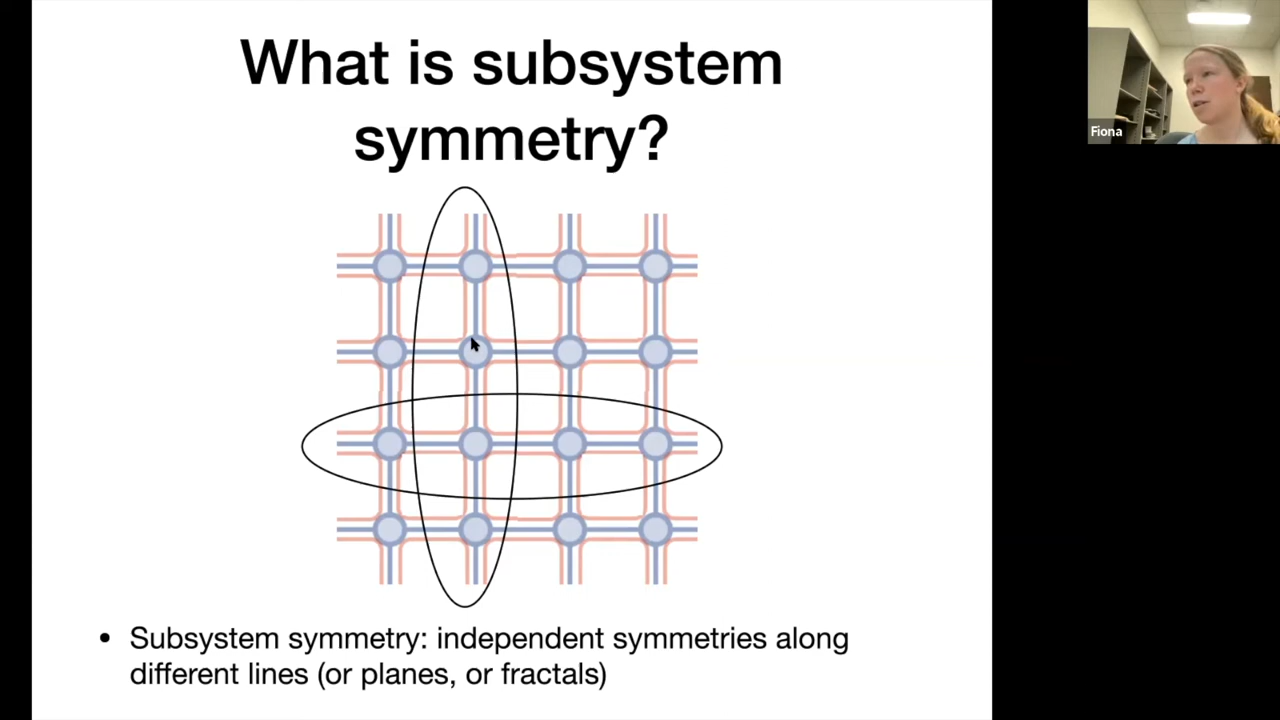 What is subsystem
symmetry?
Fiona
• Subsystem symmetry: independent symmetries along
different lines (or planes, or fractals)